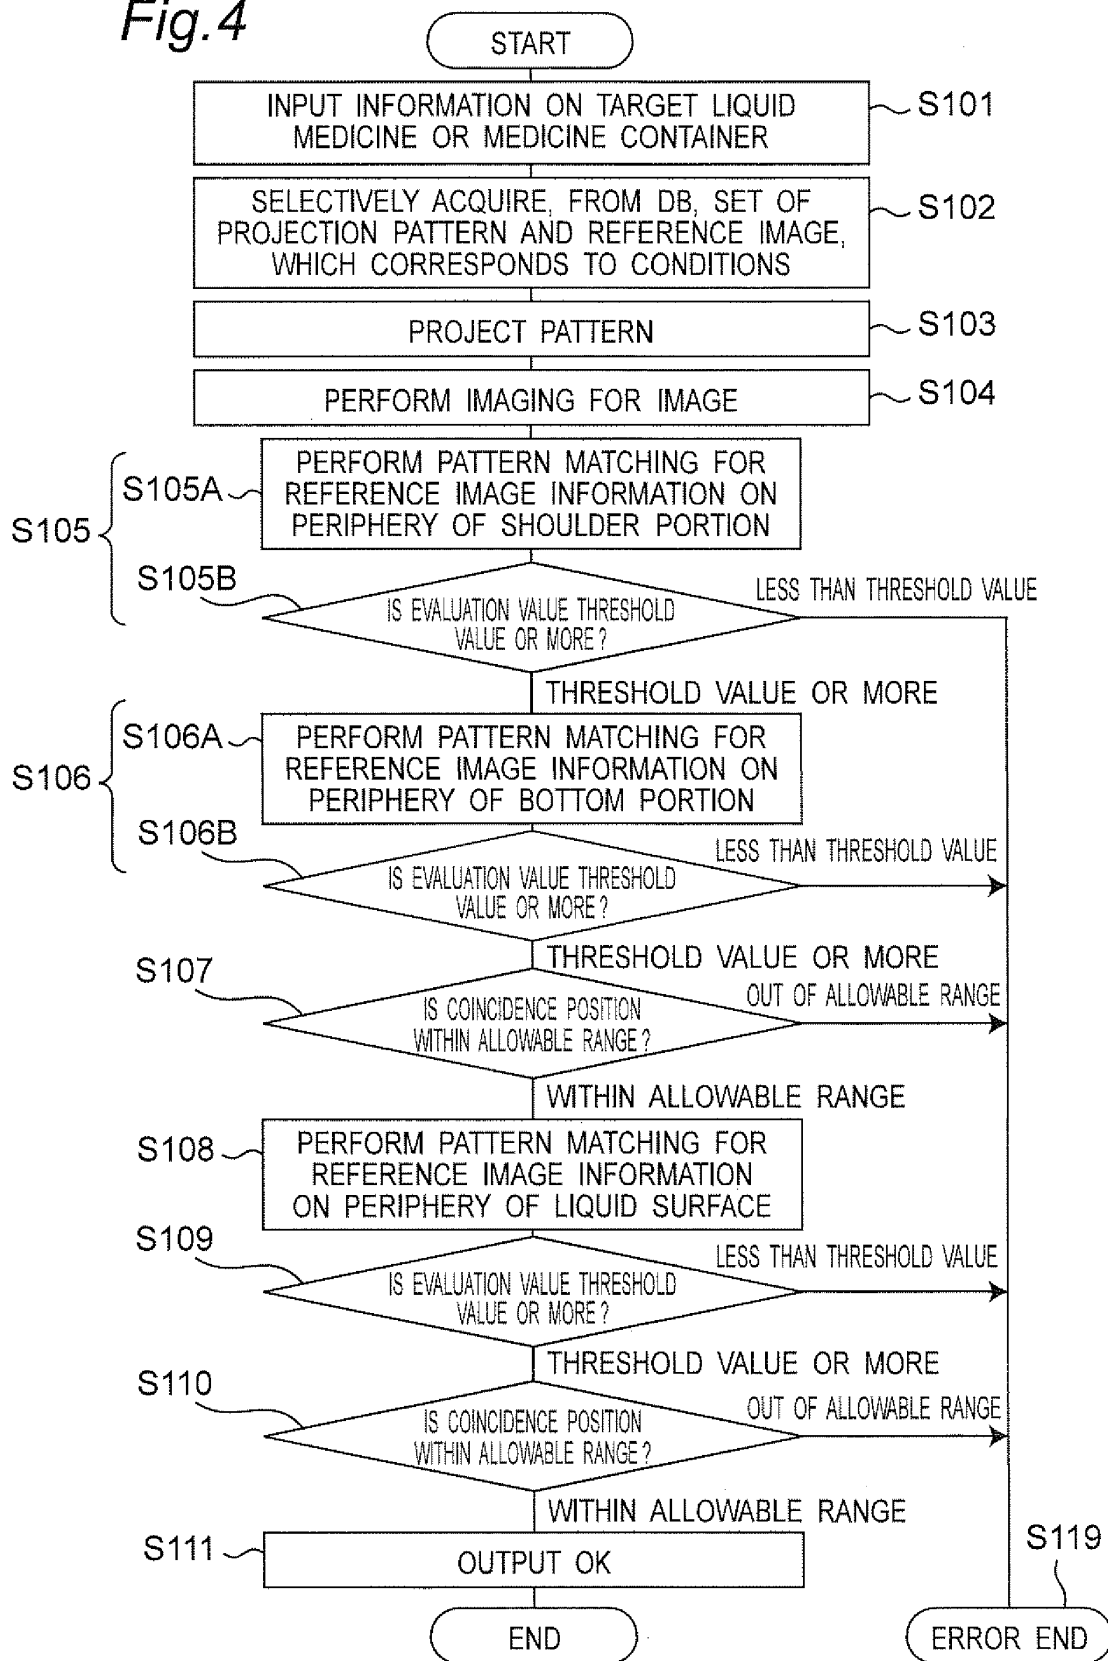 Fig.4
START
INPUT INFORMATION ON TARGET LIQUID
MEDICINE OR MEDICINE CONTAINER
S101
SELECTIVELY ACQUIRE, FROM DB, SET OF
PROJECTION PATTERN AND REFERENCE IMAGE,
WHICH CORRESPONDS TO CONDITIONS
S102
PROJECT PATTERN
S103
PERFORM IMAGING FOR IMAGE
S104
S105
S105A
PERFORM PATTERN MATCHING FOR
REFERENCE IMAGE INFORMATION ON
PERIPHERY OF SHOULDER PORTION
S105B
IS EVALUATION VALUE THRESHOLD
VALUE OR MORE?
LESS THAN THRESHOLD VALUE
THRESHOLD VALUE OR MORE
S106
S106A
PERFORM PATTERN MATCHING FOR
REFERENCE IMAGE INFORMATION ON
PERIPHERY OF BOTTOM PORTION
S106B
IS EVALUATION VALUE THRESHOLD
VALUE OR MORE?
LESS THAN THRESHOLD VALUE
THRESHOLD VALUE OR MORE
S107
IS COINCIDENCE POSITION
WITHIN ALLOWABLE RANGE?
OUT OF ALLOWABLE RANGE
WITHIN ALLOWABLE RANGE
S108
PERFORM PATTERN MATCHING FOR
REFERENCE IMAGE INFORMATION
ON PERIPHERY OF LIQUID SURFACE
S109
IS EVALUATION VALUE THRESHOLD
VALUE OR MORE?
LESS THAN THRESHOLD VALUE
THRESHOLD VALUE OR MORE
S110
IS COINCIDENCE POSITION
WITHIN ALLOWABLE RANGE?
OUT OF ALLOWABLE RANGE
WITHIN ALLOWABLE RANGE
S111
OUTPUT OK
S119
END
ERROR END